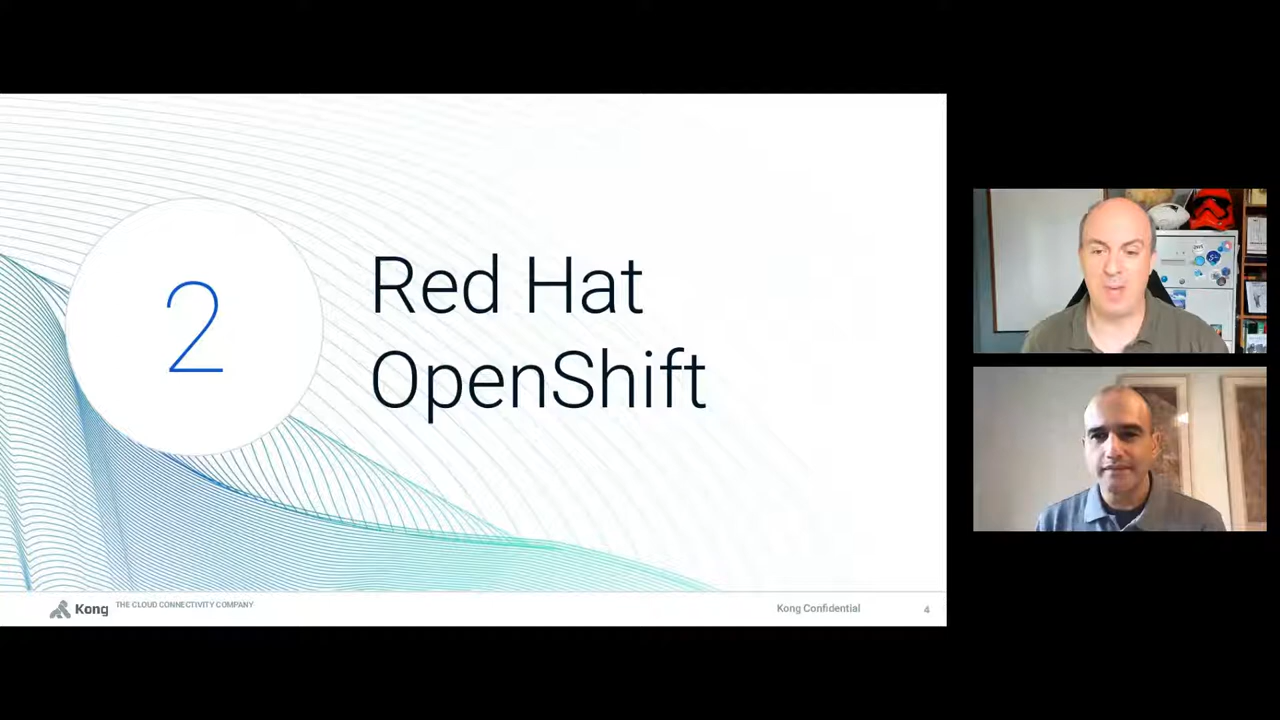 2
Red Hat
OpenShift
Kong
THE CLOUD CONNECTIVITY COMPANY
Kong Confidential
4